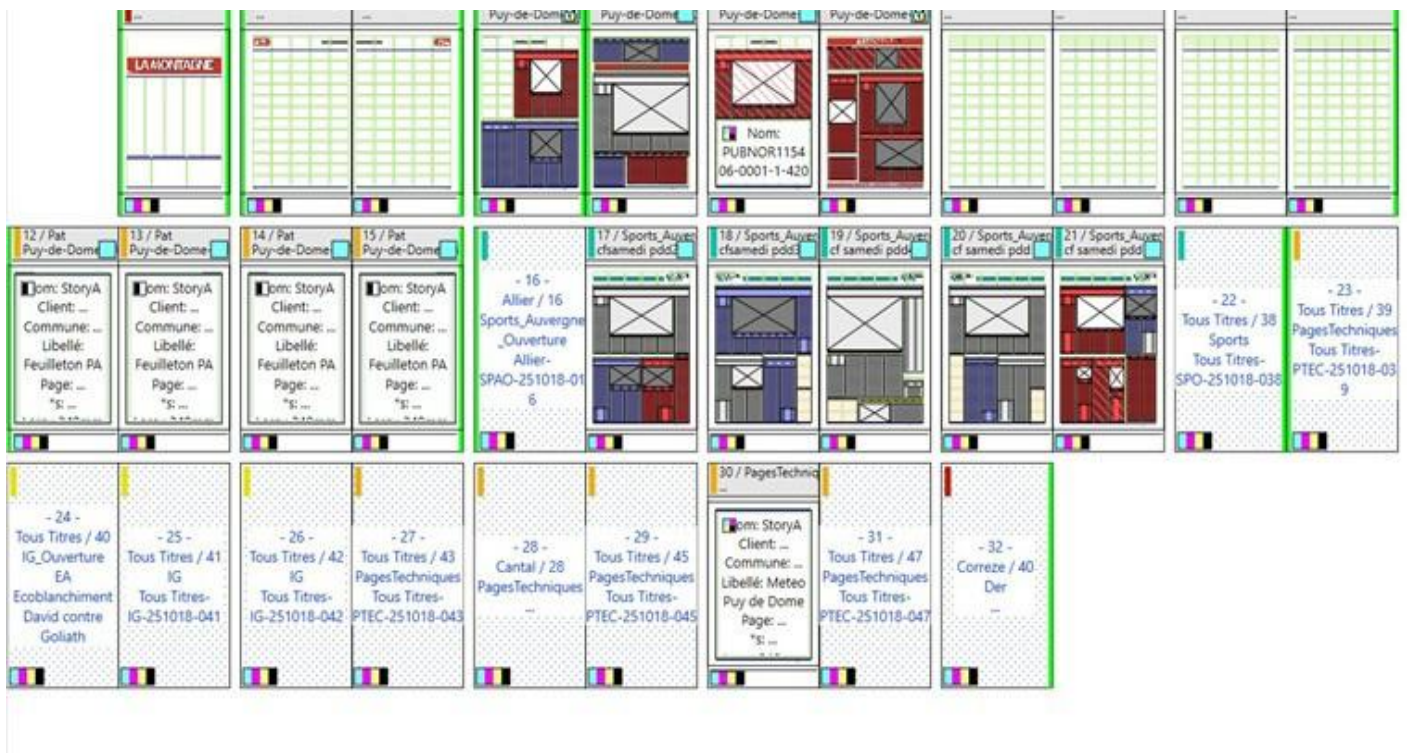 ...
...
...
Puy-de-Dome
Puy-de-Dome
Puy-de-Dome
Puy-de-Dome
...
...
...
...
LA MONTAGNE
Nom:
PUBNOR1154
06-0001-1-420
12 / Pat
Puy-de-Dome
13 / Pat
Puy-de-Dome
14 / Pat
Puy-de-Dome
15 / Pat
Puy-de-Dome
17 / Sports_Auver
cfsamedi pdd2
18 / Sports_Auver
cfsamedi pdd3
19 / Sports_Auver
cf samedi pdd4
20 / Sports_Auver
cf samedi pdd
21 / Sports_Auver
cf samedi pdd
om: StoryA
Client: ...
Commune: ...
Libellé:
Feuilleton PA
Page: ...
"s: ...
om: StoryA
Client: ...
Commune: ...
Libellé:
Feuilleton PA
Page: ...
"s: ...
om: StoryA
Client: ...
Commune: ...
Libellé:
Feuilleton PA
Page: ...
"s: ...
om: StoryA
Client: ...
Commune: ...
Libellé:
Feuilleton PA
Page: ...
"s: ...
- 16 -
Allier / 16
Sports_Auvergne
_Ouverture
Allier-
SPAO-251018-01
6
- 22 -
Tous Titres / 38
Sports
Tous Titres-
SPO-251018-038
- 23 -
Tous Titres / 39
PagesTechniques
Tous Titres-
PTEC-251018-03
9
- 24 -
Tous Titres / 40
IG_Ouverture
EA
Ecoblanchiment
David contre
Goliath
- 25 -
Tous Titres / 41
IG
Tous Titres-
IG-251018-041
- 26 -
Tous Titres / 42
IG
Tous Titres-
IG-251018-042
- 27 -
Tous Titres / 43
PagesTechniques
Tous Titres-
PTEC-251018-043
- 28 -
Cantal / 28
PagesTechniques
...
- 29 -
Tous Titres / 45
PagesTechniques
Tous Titres-
PTEC-251018-045
30 / PagesTechniq
...
om: StoryA
Client: ...
Commune: ...
Libellé: Meteo
Puy de Dome
Page: ...
"s: ...
- 31 -
Tous Titres / 47
PagesTechniques
Tous Titres-
PTEC-251018-047
- 32 -
Correze / 40
Der
...